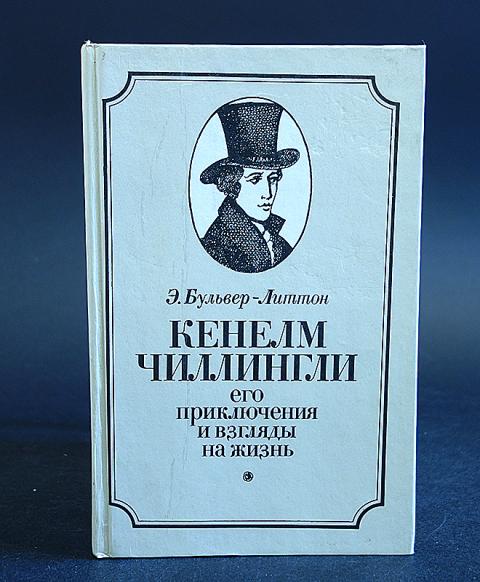 Э. Бульвер-Литтон
КЕНЕЛМ
ЧИЛЛИНГЛИ
его
приключения
и взгляды
на жизнь